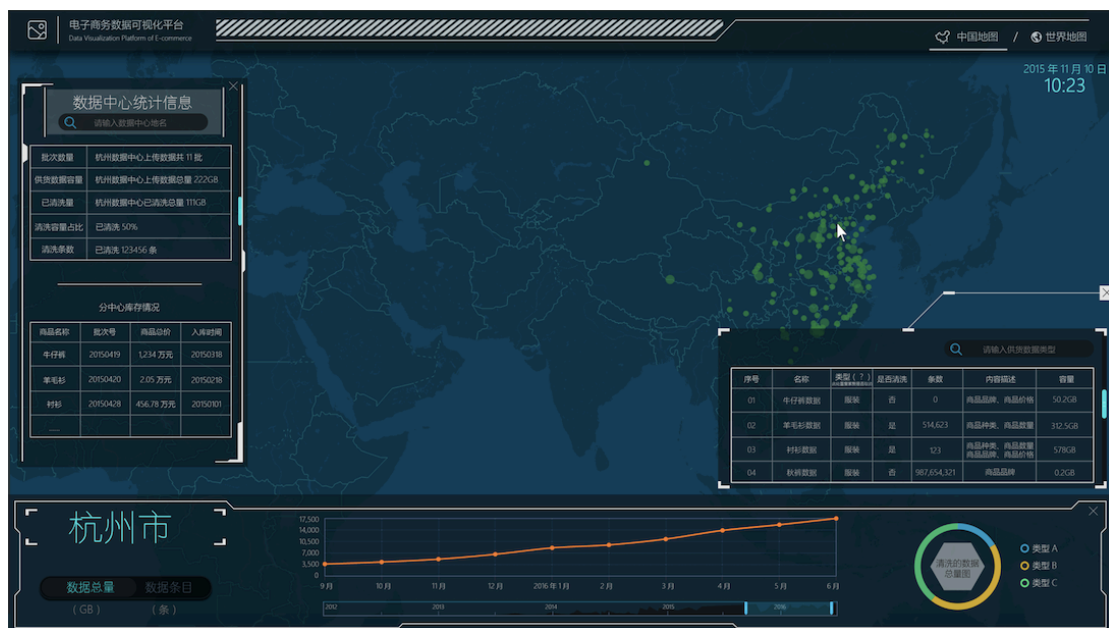 电子商务数据可视化平台
Data Visualization Platform of E-commerce
中国地图 / 世界地图
2015 年 11 月 10 日
10:23
数据中心统计信息
请输入数据中心地名
批次数量 杭州数据中心上传数据共 11 批
供货数据容量 杭州数据中心上传数据总量 222GB
已清洗量 杭州数据中心已清洗总量 111GB
清洗容量占比 已清洗 50%
清洗条数 已清洗 123456 条
分中心库存情况
商品名称 批次号 商品总价 入库时间
牛仔裤 20150419 1,234 万元 20150318
羊毛衫 20150420 2.05 万元 20150218
衬衫 20150428 456.78 万元 20150101
......
请输入供货数据类型
序号 名称 类型 ( ? ) 是否清洗 条数 内容描述 容量
01 牛仔裤数据 服装 否 0 商品品牌、商品价格 50.2GB
02 羊毛衫数据 服装 是 514,623 商品种类、商品数量 312.5GB
03 衬衫数据 服装 是 123 商品种类、商品数量 578GB
商品品牌、商品价格
04 秋裤数据 服装 否 987,654,321 商品品牌 0.2GB
杭州市
数据总量 数据条目
( GB ) ( 条 )
17,500
14,000
10,500
7,000
3,500
0
9 月 10 月 11 月 12 月 2016 年 1 月 2 月 3 月 4 月 5 月 6 月
2012 2013 2014 2015 2016
清洗的数据
总量图
类型 A
类型 B
类型 C